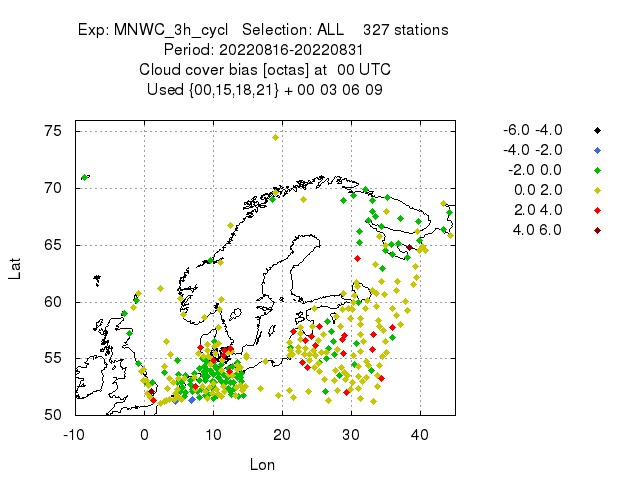 Exp: MNWC_3h_cycl Selection: ALL 327 stations
Period: 20220816-20220831
Cloud cover bias [octas] at 00 UTC
Used {00,15,18,21} + 00 03 06 09
75
70
65
60
55
50
Lat
-10 0 10 20 30 40
Lon
-6.0 -4.0
-4.0 -2.0
-2.0 0.0
0.0 2.0
2.0 4.0
4.0 6.0